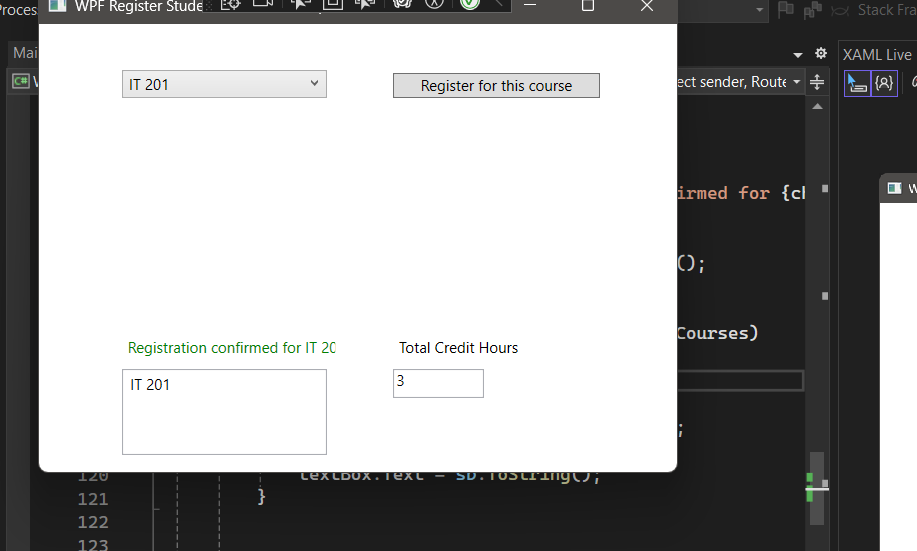 Proces
WPF Register Stude
Stack Fra
Mai
XAML Live
C#
ect sender, Route
IT 201
Register for this course
irmed for {cl
();
Courses)
Registration confirmed for IT 20
Total Credit Hours
IT 201
3
;
120
textBox.Text = sb.ToString();
121
}
122
123